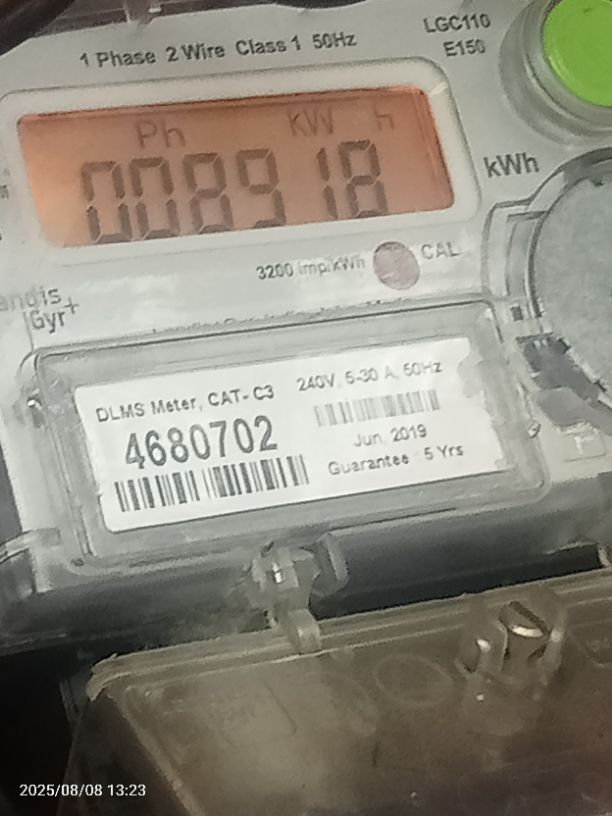 1 Phase 2 Wire Class 1 50Hz
LGC110
E150
Ph KW h
008918
kWh
3200 imp/kWh
CAL
Landis
Gyr+
DLMS Meter, CAT-C3
4680702
240V, 5-30 A, 50Hz
Jun, 2019
Guarantee : 5 Yrs
2025/08/08 13:23